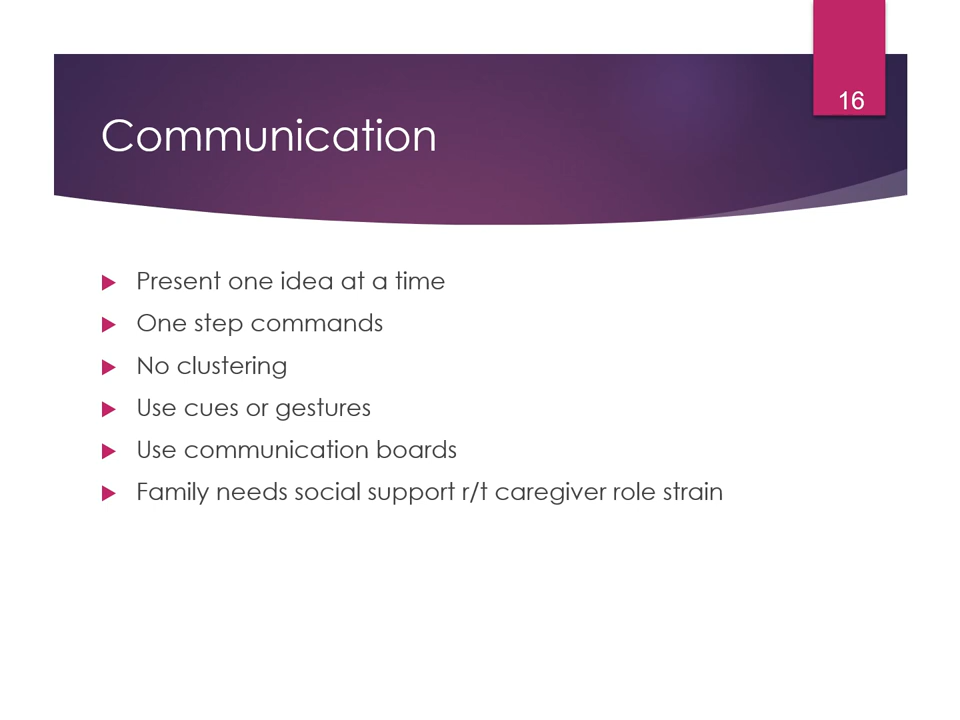 16
Communication
Present one idea at a time
One step commands
No clustering
Use cues or gestures
Use communication boards
Family needs social support r/t caregiver role strain